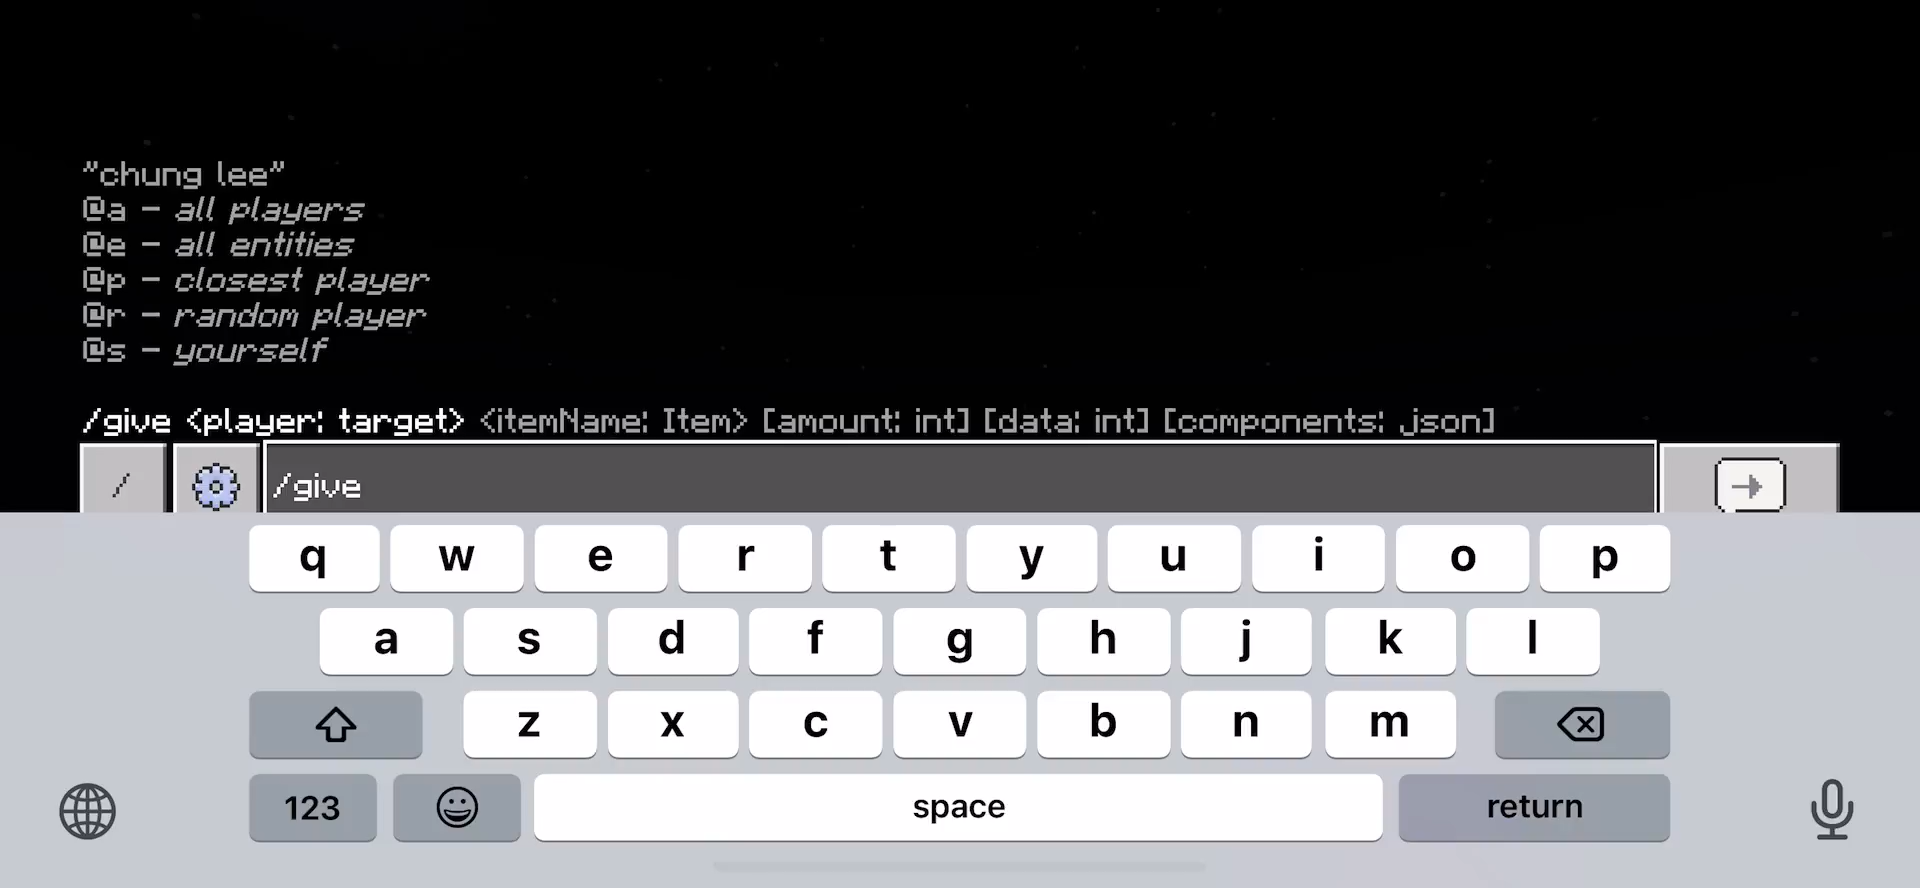 "chung lee"
@a - all players
@e - all entities
@p - closest player
@r - random player
@s - yourself
/give <player: target> <itemName: Item> [amount: int] [data: int] [components: json]
/ /give
q w e r t y u i o p
a s d f g h j k l
z x c v b n m
123 space return